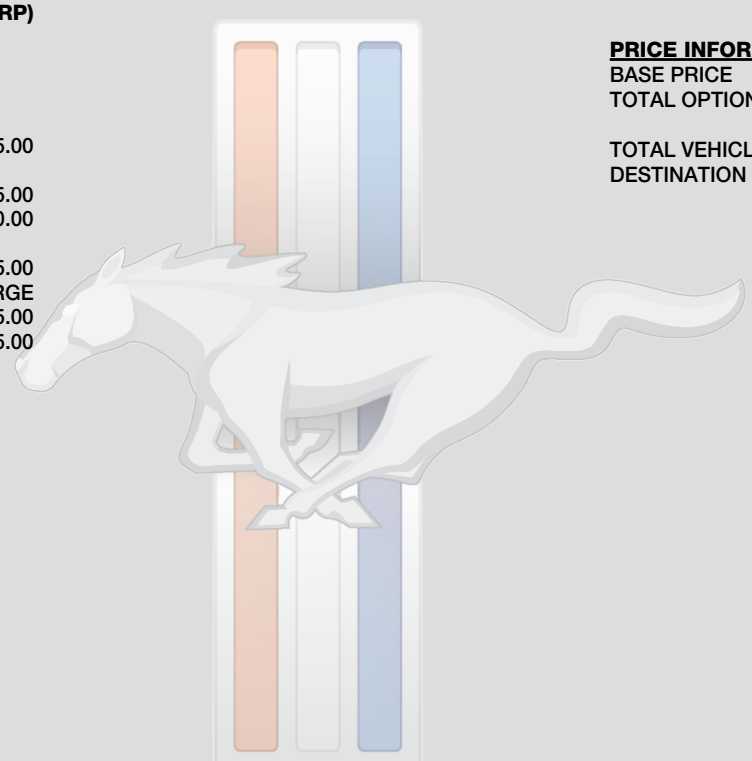 RP)
5.00
5.00
0.00
5.00
RGE
5.00
5.00
PRICE INFOR
BASE PRICE
TOTAL OPTION
TOTAL VEHICL
DESTINATION